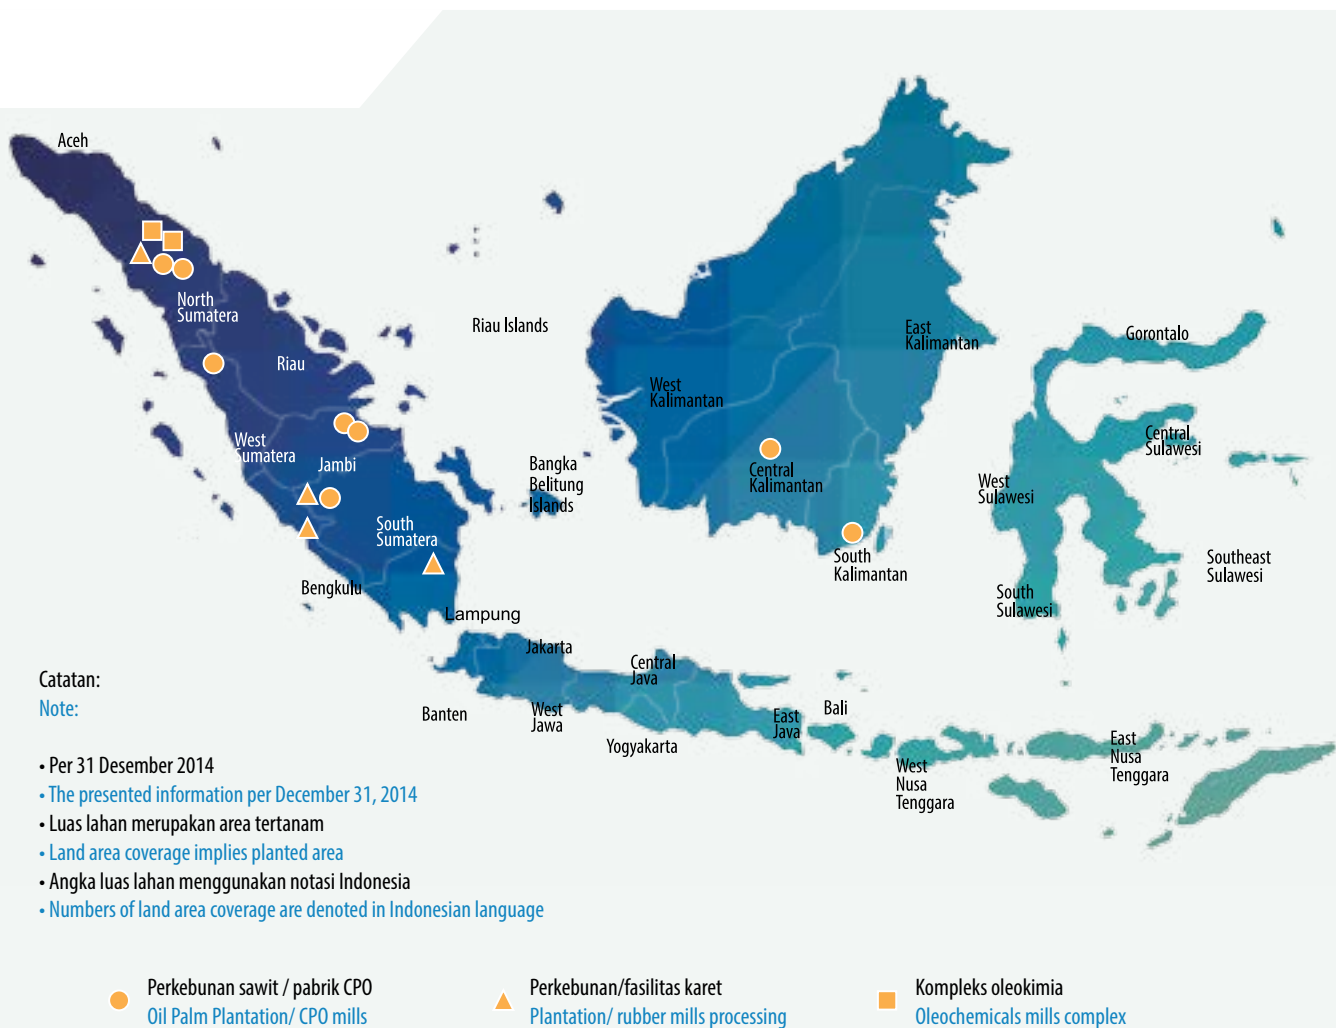 Aceh
North
Sumatera
Riau Islands
Riau
East
Kalimantan
Gorontalo
West
Kalimantan
West
Sumatera
Jambi
Bangka
Belitung
Islands
Central
Kalimantan
Central
Sulawesi
West
Sulawesi
South
Sumatera
South
Kalimantan
Southeast
Sulawesi
Bengkulu
South
Sulawesi
Lampung
Jakarta
Central
Java
Banten
West
Jawa
Yogyakarta
East
Java
Bali
West
Nusa
Tenggara
East
Nusa
Tenggara
Catatan:
Note:
• Per 31 Desember 2014
• The presented information per December 31, 2014
• Luas lahan merupakan area tertanam
• Land area coverage implies planted area
• Angka luas lahan menggunakan notasi Indonesia
• Numbers of land area coverage are denoted in Indonesian language
Perkebunan sawit / pabrik CPO
Oil Palm Plantation/ CPO mills
Perkebunan/fasilitas karet
Plantation/ rubber mills processing
Kompleks oleokimia
Oleochemicals mills complex